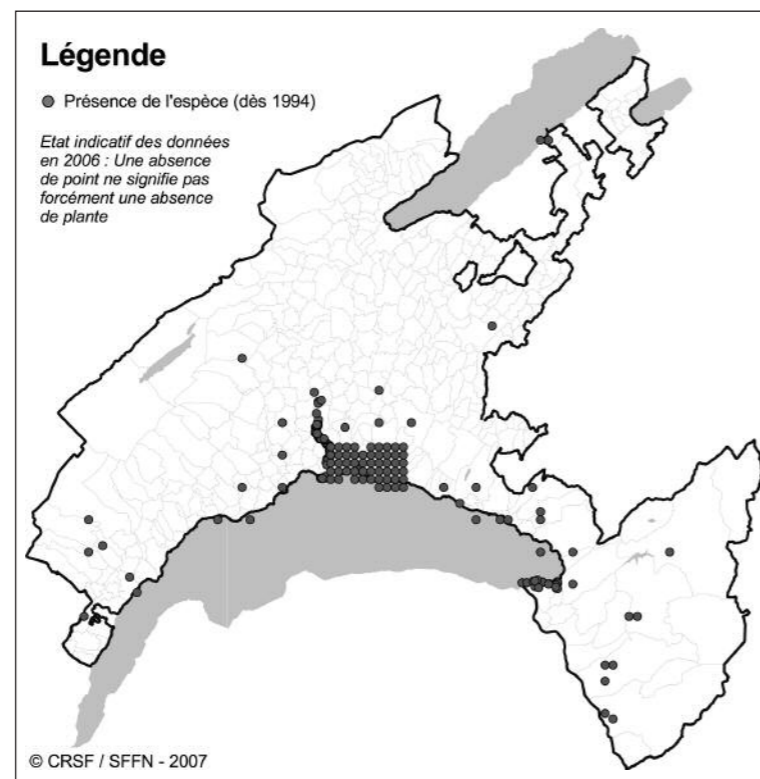 Légende
Présence de l'espèce (dès 1994)
Etat indicatif des données
en 2006 : Une absence
de point ne signifie pas
forcément une absence
de plante
© CRSF / SFFN - 2007